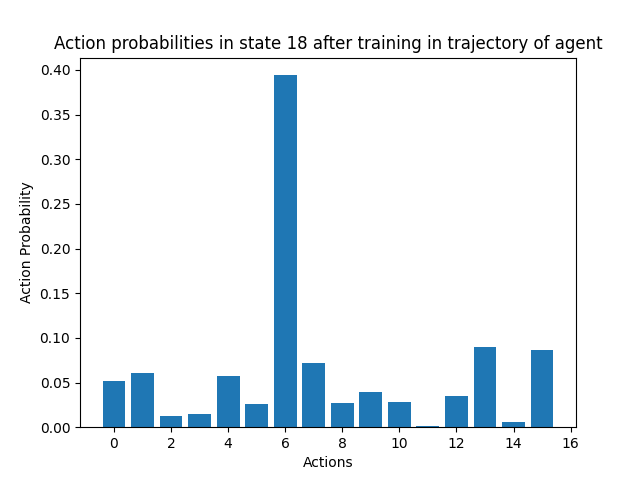 Action probabilities in state 18 after training in trajectory of agent
0.40
0.35
0.30
0.25
0.20
0.15
0.10
0.05
0.00
Action Probability
0 2 4 6 8 10 12 14 16
Actions